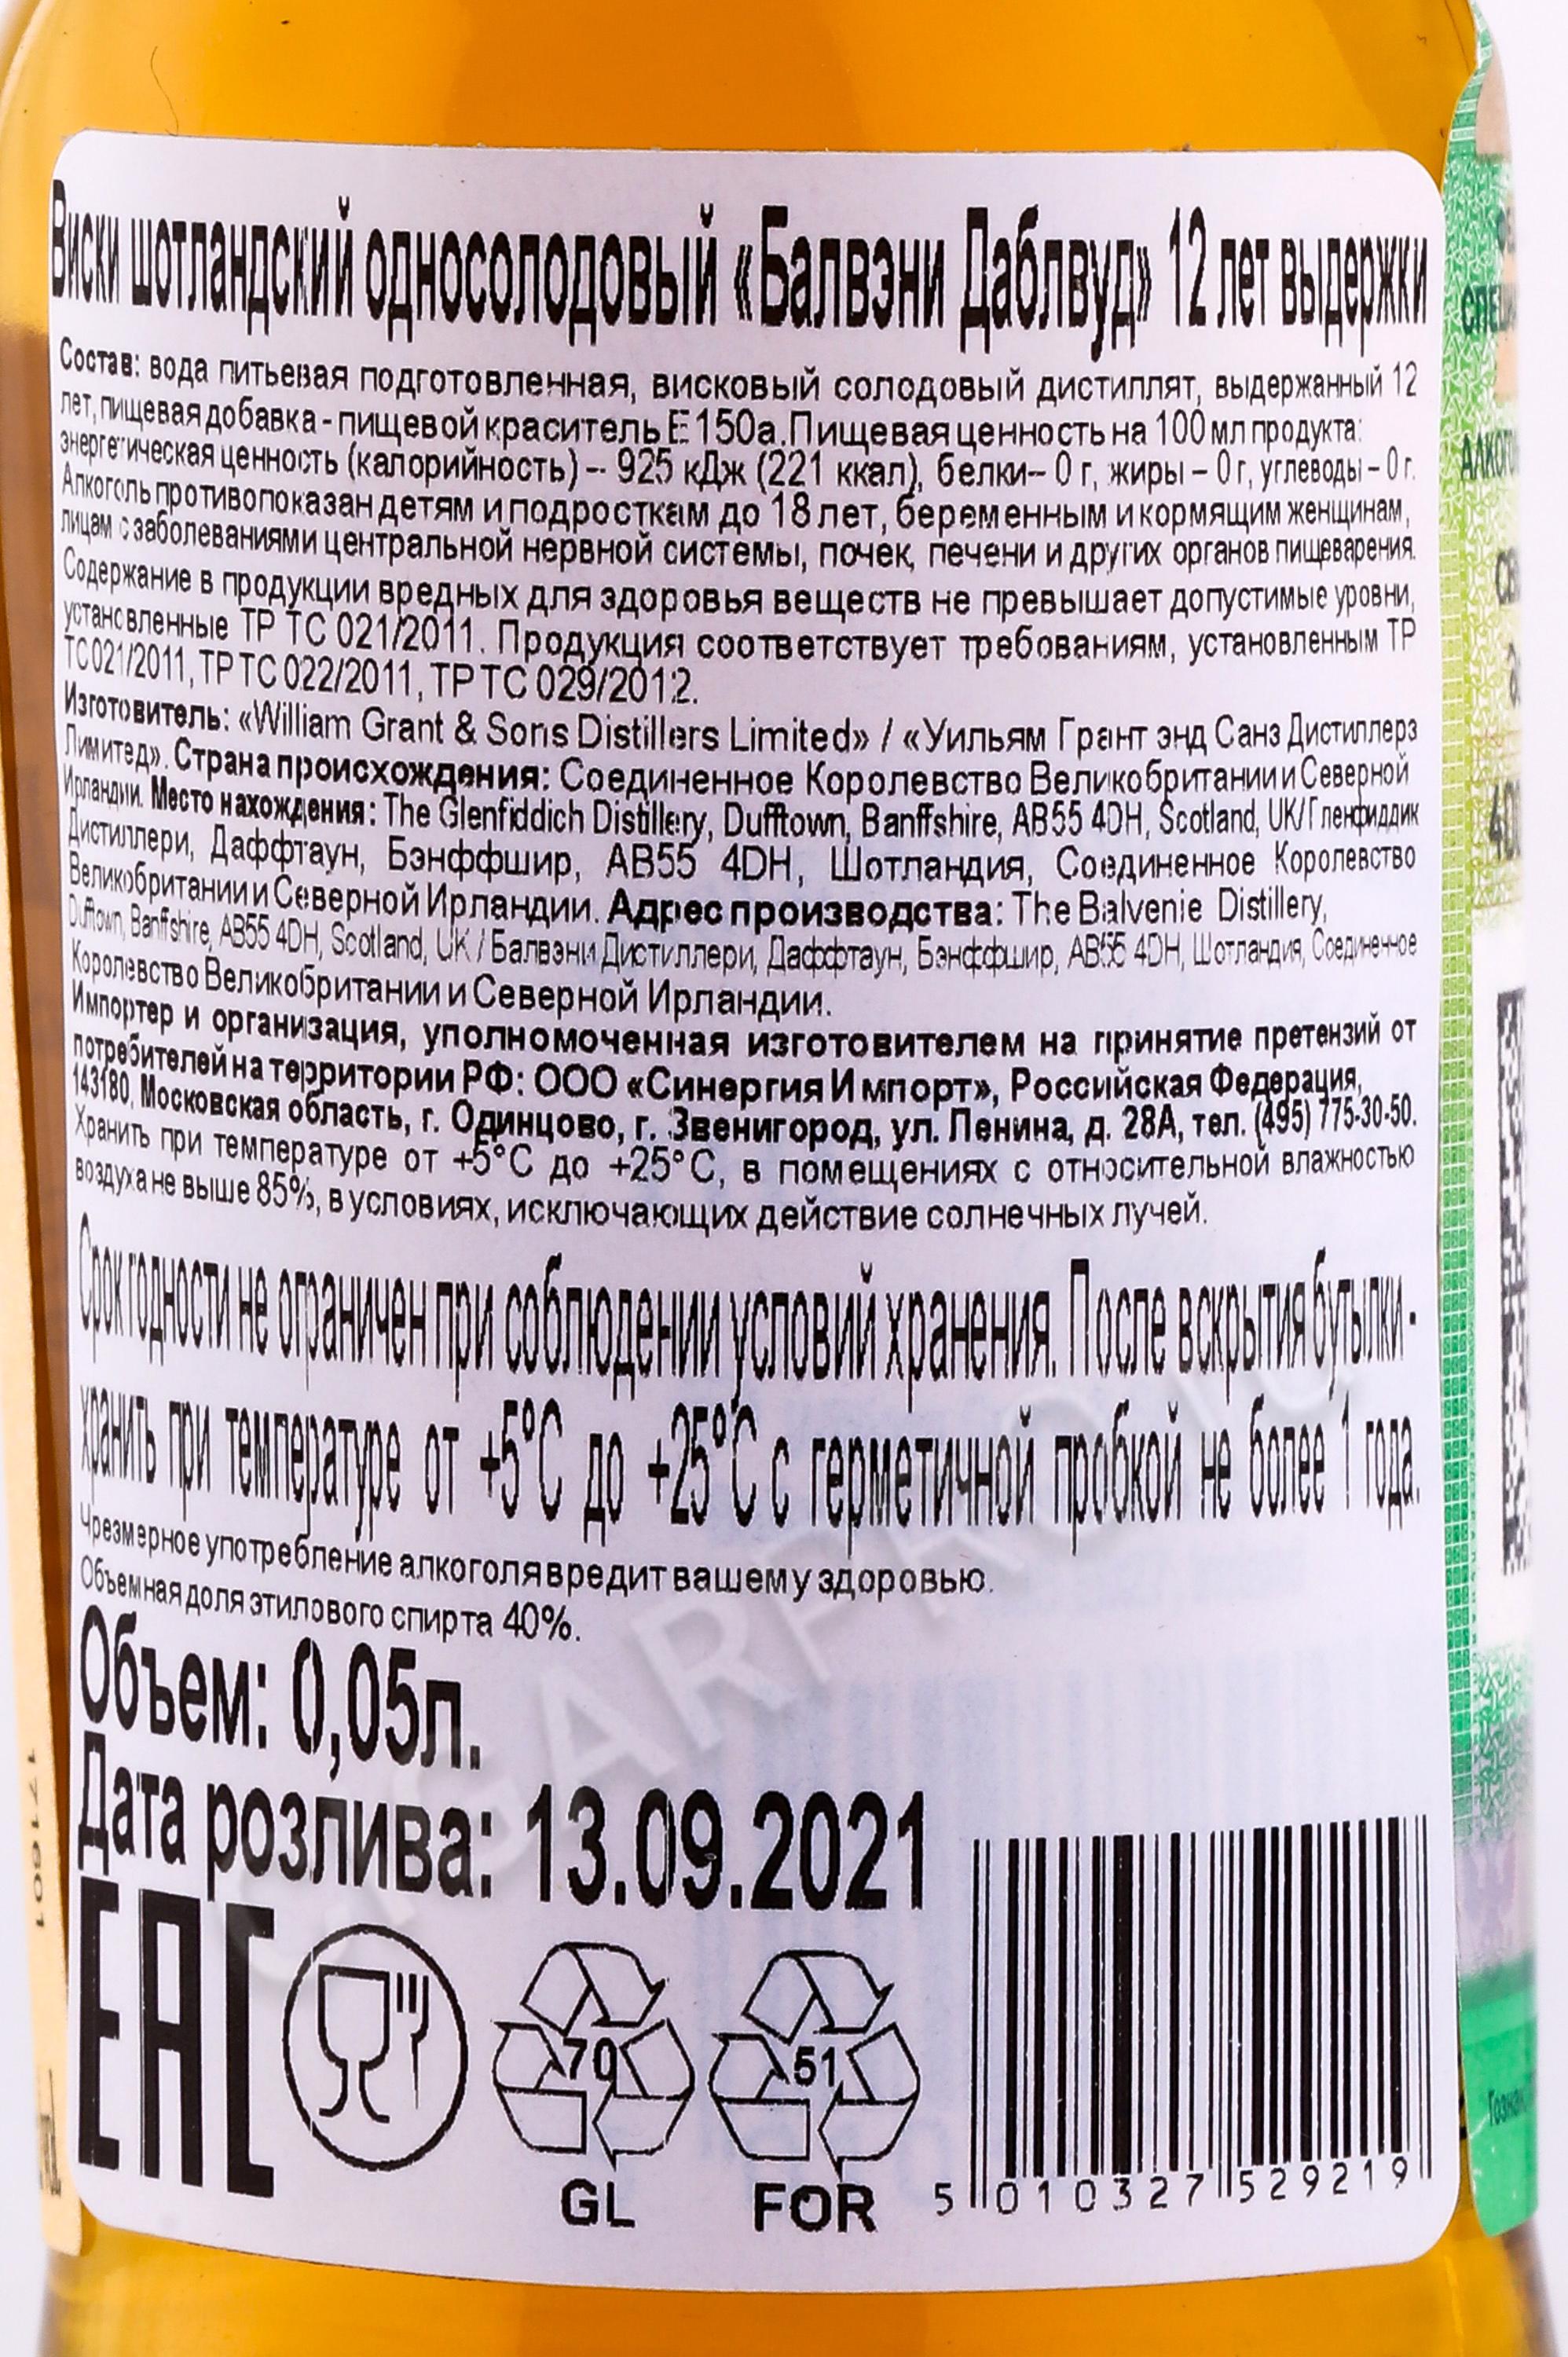 Виски шотландский односолодовый «Балвэни Даблвуд» 12 лет выдержки
Состав: вода питьевая подготовленная, висковый солодовый дистиллят, выдержанный 12
лет, пищевая добавка - пищевой краситель Е150а. Пищевая ценность на 100 мл продукта:
энергетическая ценность (калорийность) – 925 кДж (221 ккал), белки– 0 г, жиры – 0 г, углеводы – 0 г.
Алкоголь противопоказан детям и подросткам до 18 лет, беременным и кормящим женщинам,
лицам с заболеваниями центральной нервной системы, почек, печени и других органов пищеварения.
Содержание в продукции вредных для здоровья веществ не превышает допустимые уровни,
установленные ТР ТС 021/2011. Продукция соответствует требованиям, установленным ТР
ТС 021/2011, ТР ТС 022/2011, ТР ТС 029/2012.
Изготовитель: «William Grant & Sons Distillers Limited» / «Уильям Грант энд Санз Дистиллерз
Лимитед». Страна происхождения: Соединенное Королевство Великобритании и Северной
Ирландии. Место нахождения: The Glenfiddich Distillery, Dufftown, Banffshire, AB55 4DH, Scotland, UK/Гленфиддик
Дистиллери, Даффтаун, Бэнффшир, AB55 4DH, Шотландия, Соединенное Королевство
Великобритании и Северной Ирландии. Адрес производства: The Balvenie Distillery,
Dufftown, Banffshire, AB55 4DH, Scotland, UK / Балвэни Дистиллери, Даффтаун, Бэнффшир, AB55 4DH, Шотландия, Соединенное
Королевство Великобритании и Северной Ирландии.
Импортер и организация, уполномоченная изготовителем на принятие претензий от
потребителей на территории РФ: ООО «Синергия Импорт», Российская Федерация,
143180, Московская область, г. Одинцово, г. Звенигород, ул. Ленина, д. 28А, тел. (495) 775-30-50.
Хранить при температуре от +5°С до +25°С, в помещениях с относительной влажностью
воздуха не выше 85%, в условиях, исключающих действие солнечных лучей.
Срок годности не ограничен при соблюдении условий хранения. После вскрытия бутылки -
хранить при температуре от +5°С до +25°С с герметичной пробкой не более 1 года.
Чрезмерное употребление алкоголя вредит вашему здоровью.
Объемная доля этилового спирта 40%.
Объем: 0,05л.
Дата розлива: 13.09.2021
EAC
70
GL
51
FOR
5 010327 529219
171601
CIGARPRO.RU